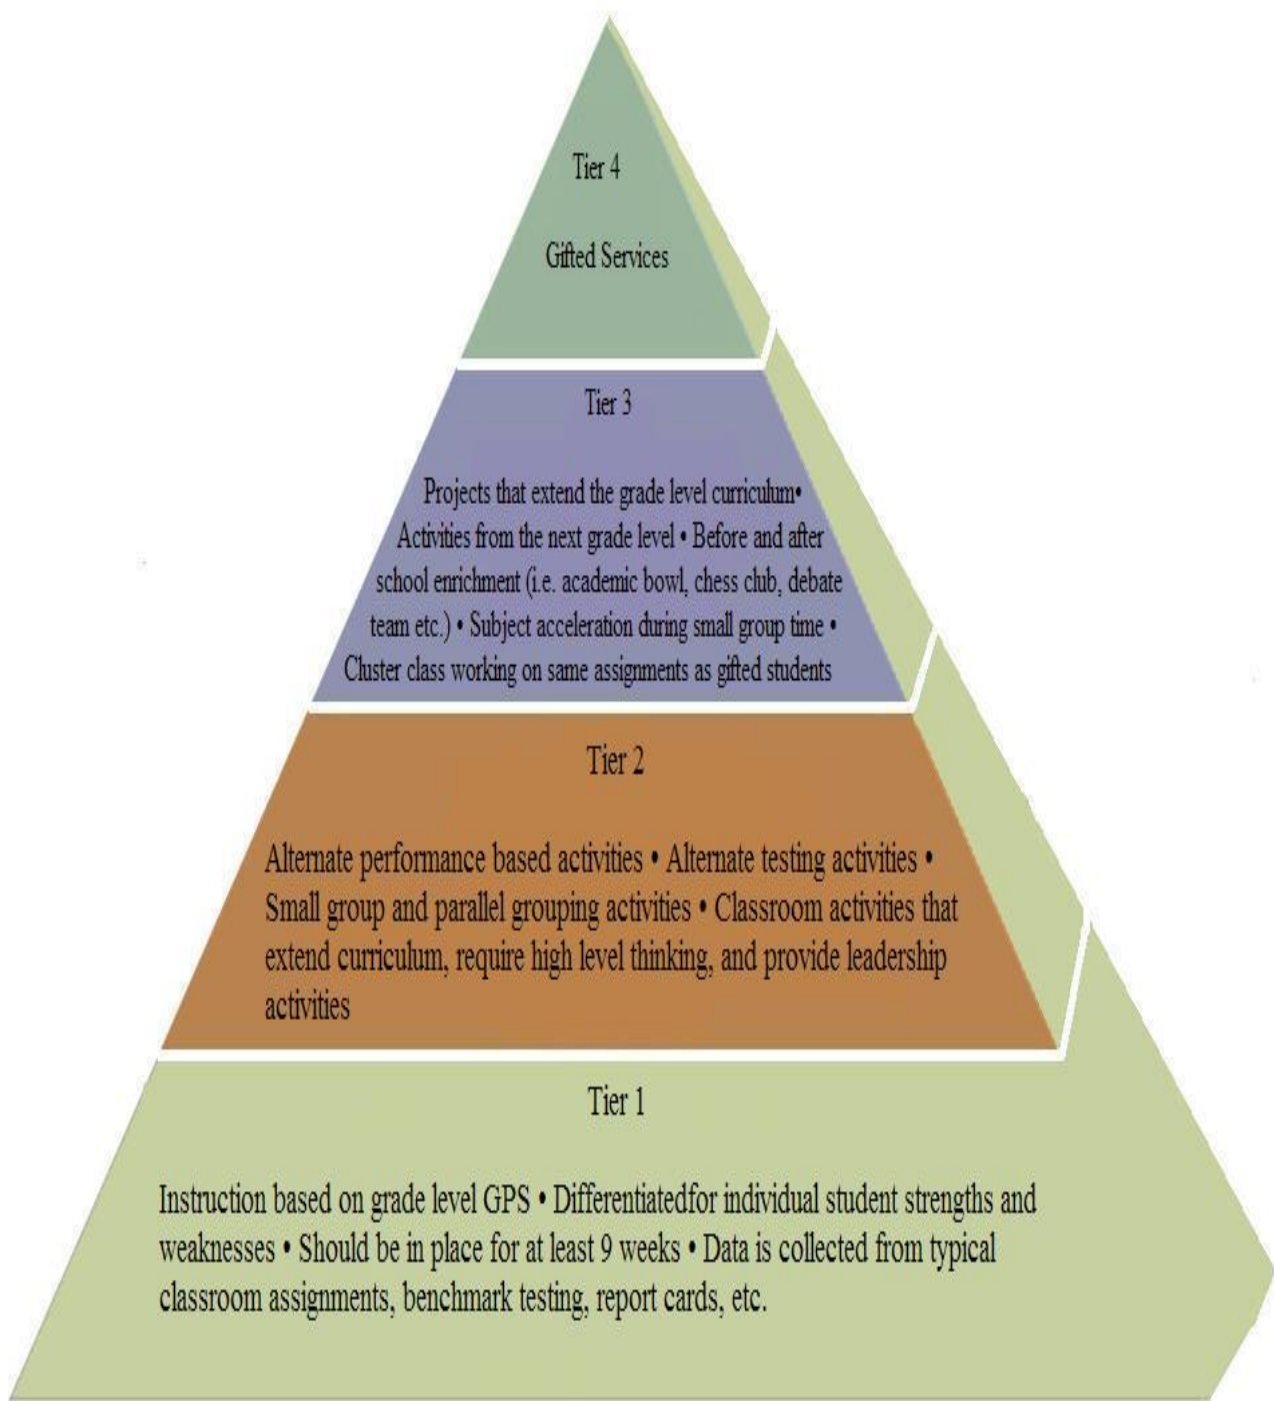 Tier 4
Gifted Services
Tier 3
Projects that extend the grade level curriculum•
Activities from the next grade level • Before and after
school enrichment (i.e. academic bowl, chess club, debate
team etc.) • Subject acceleration during small group time •
Cluster class working on same assignments as gifted students
Tier 2
Alternate performance based activities • Alternate testing activities •
Small group and parallel grouping activities • Classroom activities that
extend curriculum, require high level thinking, and provide leadership
activities
Tier 1
Instruction based on grade level GPS • Differentiatedfor individual student strengths and
weaknesses • Should be in place for at least 9 weeks • Data is collected from typical
classroom assignments, benchmark testing, report cards, etc.